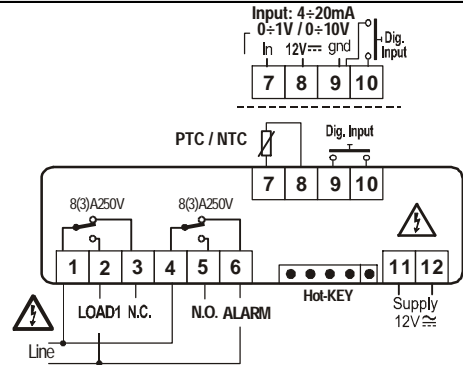 Input: 4÷20mA
0÷1V / 0÷10V
In 12V⎓ gnd
Dig.
Input
7 8 9 10
PTC / NTC
Dig. Input
7 8 9 10
8(3)A250V 8(3)A250V
1 2 3 4 5 6
11 12
LOAD1 N.C. N.O. ALARM
Hot-KEY
Supply
12V≂
Line